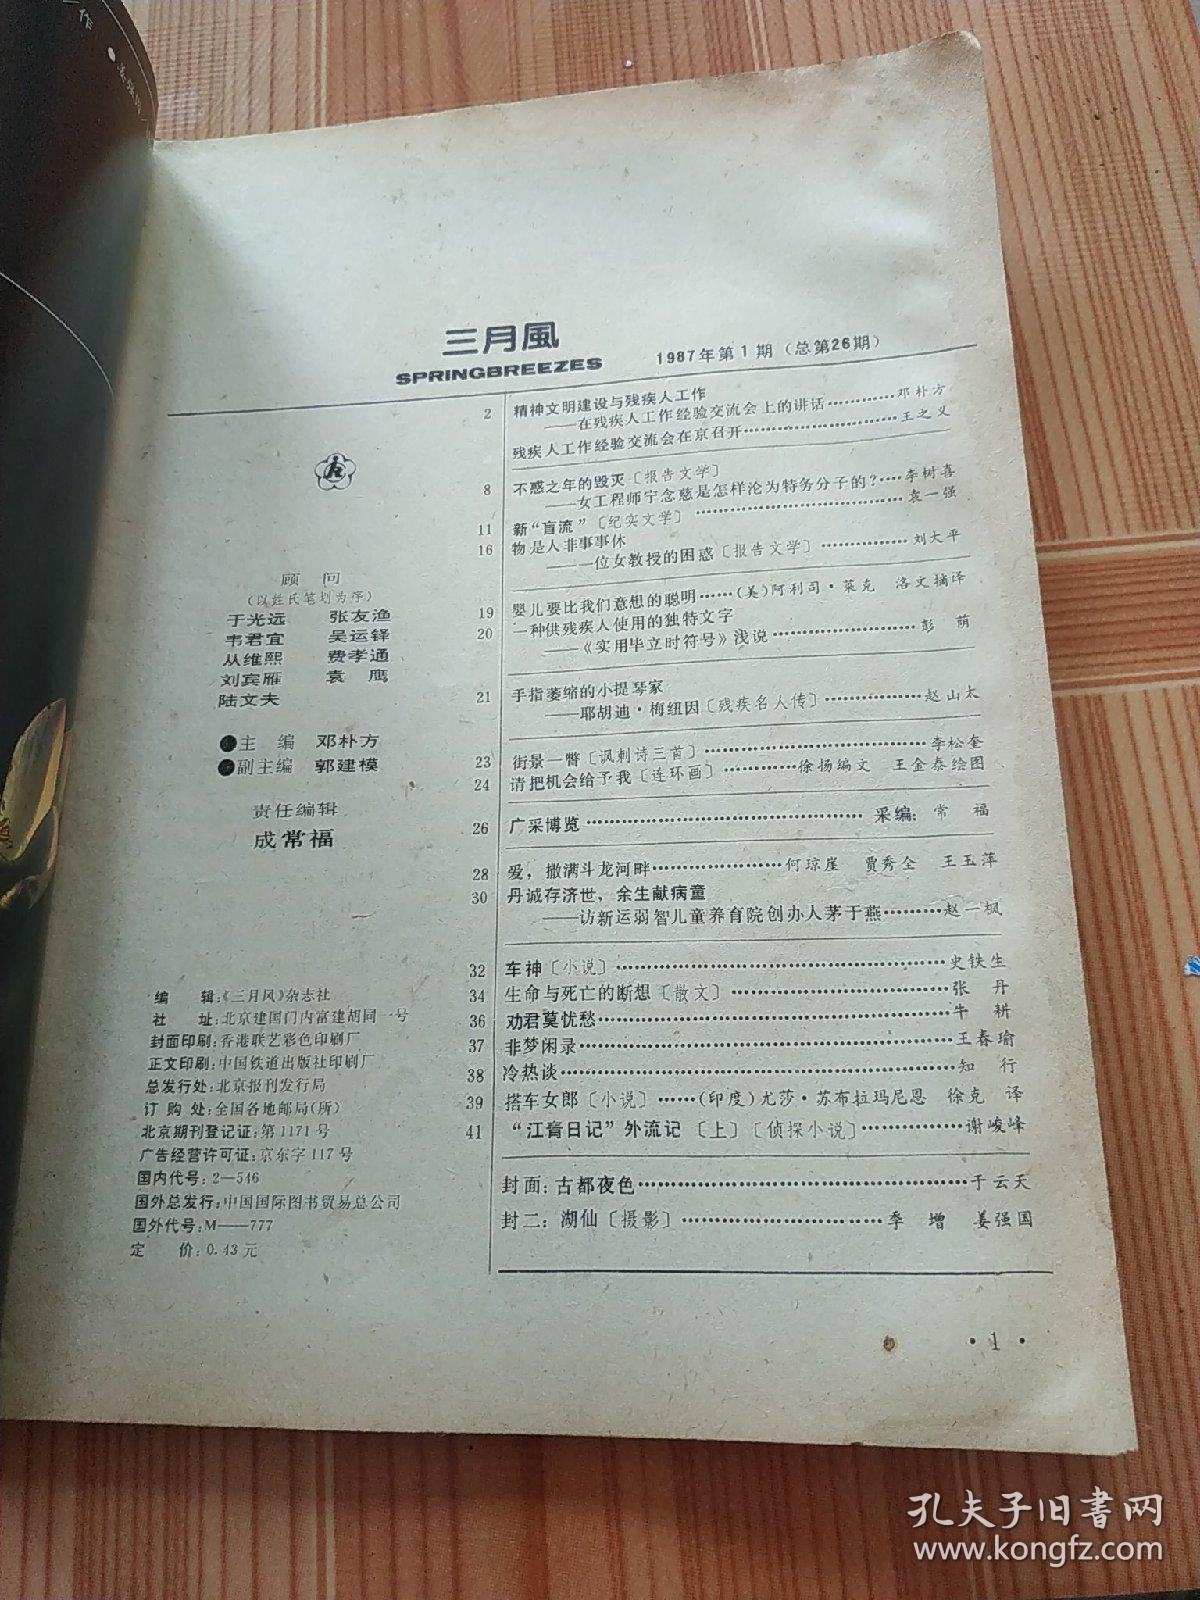 三月風
SPRINGBREEZES
1987年第1期（总第26期）
顾 问
（以姓氏笔划为序）
于光远 张友渔
韦君宜 吴运铎
从维熙 费孝通
刘宾雁 袁 鹰
陆文夫
●主 编 邓朴方
●副主编 郭建模
责任编辑
成常福
编 辑：《三月风》杂志社
社 址：北京建国门内富建胡同一号
封面印刷：香港联艺彩色印刷厂
正文印刷：中国铁道出版社印刷厂
总发行处：北京报刊发行局
订 购 处：全国各地邮局（所）
北京期刊登记证：第1171号
广告经营许可证：京东字117号
国内代号：2—546
国外总发行：中国国际图书贸易总公司
国外代号：M——777
定 价：0.43元
2 精神文明建设与残疾人工作
——在残疾人工作经验交流会上的讲话…………邓朴方
残疾人工作经验交流会在京召开…………………………王之义
8 不惑之年的毁灭〔报告文学〕
——女工程师宁念慈是怎样沦为特务分子的？……李树喜
11 新“盲流”〔纪实文学〕…………………………………袁一强
16 物是人非事事休
——一位女教授的困惑〔报告文学〕……………刘大平
19 婴儿要比我们意想的聪明……（美）阿利司·莱克 洛文摘译
20 一种供残疾人使用的独特文字
——《实用毕立时符号》浅说………………………彭 荫
21 手指萎缩的小提琴家
——耶胡迪·梅纽因〔残疾名人传〕………………赵山太
23 街景一瞥〔讽刺诗三首〕…………………………………李松奎
24 请把机会给予我〔连环画〕…………徐扬编文 王金泰绘图
26 广采博览…………………………………………采编：常 福
28 爱，撒满斗龙河畔……………………何琼崖 贾秀全 王玉萍
30 丹诚存济世，余生献病童
——访新运弱智儿童养育院创办人茅于燕………赵一枫
32 车神〔小说〕………………………………………………史铁生
34 生命与死亡的断想〔散文〕………………………………张 丹
36 劝君莫忧愁…………………………………………………牛 耕
37 非梦闲录……………………………………………………王春瑜
38 冷热谈………………………………………………………知 行
39 搭车女郎〔小说〕……（印度）尤莎·苏布拉玛尼恩 徐克 译
41 “江青日记”外流记〔上〕〔侦探小说〕………………谢峻峰
封面：古都夜色………………………………………………于云天
封二：湖仙〔摄影〕……………………………季 增 姜强国
·1·
孔夫子旧书网
www.kongfz.com